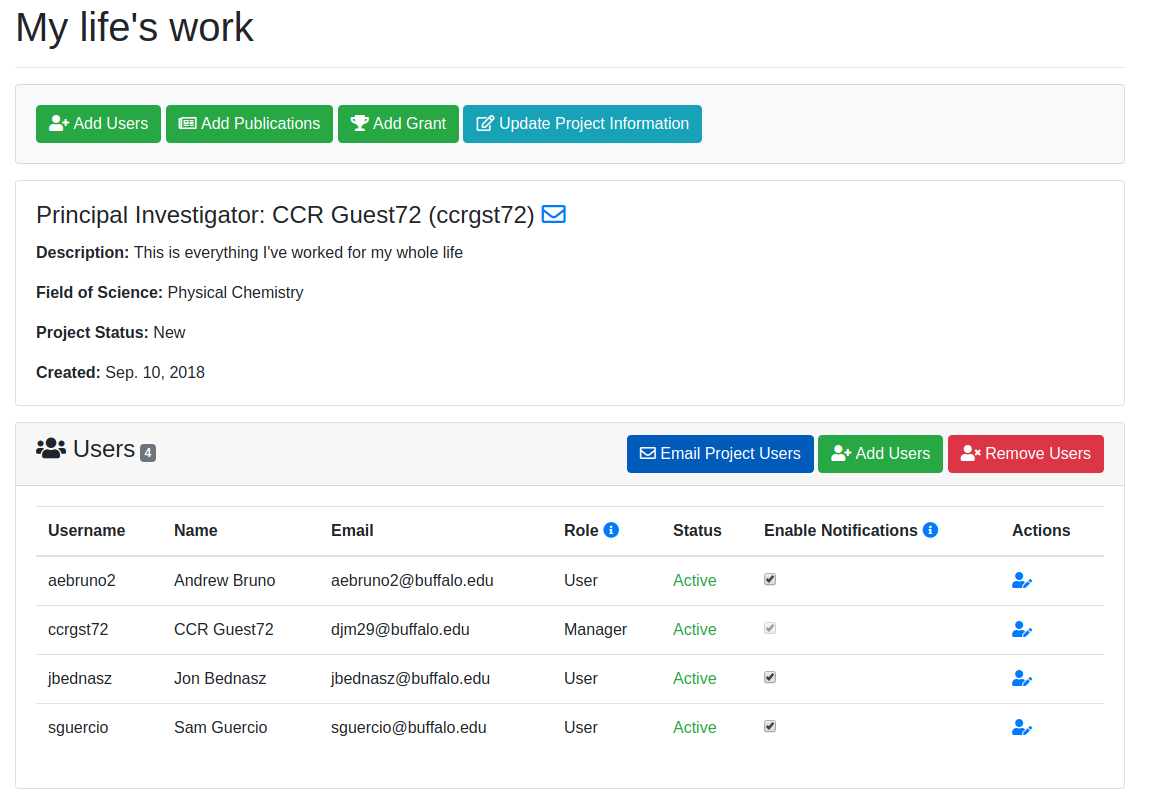 My life's work
Add Users Add Publications Add Grant Update Project Information
Principal Investigator: CCR Guest72 (ccrgst72)
Description: This is everything I've worked for my whole life
Field of Science: Physical Chemistry
Project Status: New
Created: Sep. 10, 2018
Users 4 Email Project Users Add Users Remove Users
Username Name Email Role Status Enable Notifications Actions
aebruno2 Andrew Bruno aebruno2@buffalo.edu User Active
ccrgst72 CCR Guest72 djm29@buffalo.edu Manager Active
jbednasz Jon Bednasz jbednasz@buffalo.edu User Active
sguercio Sam Guercio sguercio@buffalo.edu User Active